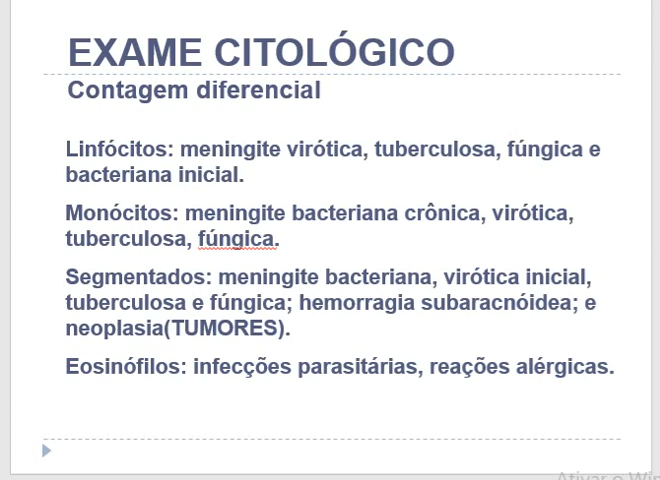 EXAME CITOLÓGICO
Contagem diferencial
Linfócitos: meningite virótica, tuberculosa, fúngica e
bacteriana inicial.
Monócitos: meningite bacteriana crônica, virótica,
tuberculosa, fúngica.
Segmentados: meningite bacteriana, virótica inicial,
tuberculosa e fúngica; hemorragia subaracnóidea; e
neoplasia(TUMORES).
Eosinófilos: infecções parasitárias, reações alérgicas.